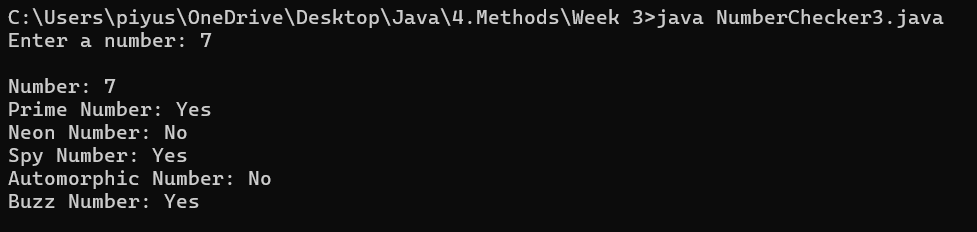 C:\Users\piyus\OneDrive\Desktop\Java\4.Methods\Week 3>java NumberChecker3.java
Enter a number: 7
Number: 7
Prime Number: Yes
Neon Number: No
Spy Number: Yes
Automorphic Number: No
Buzz Number: Yes